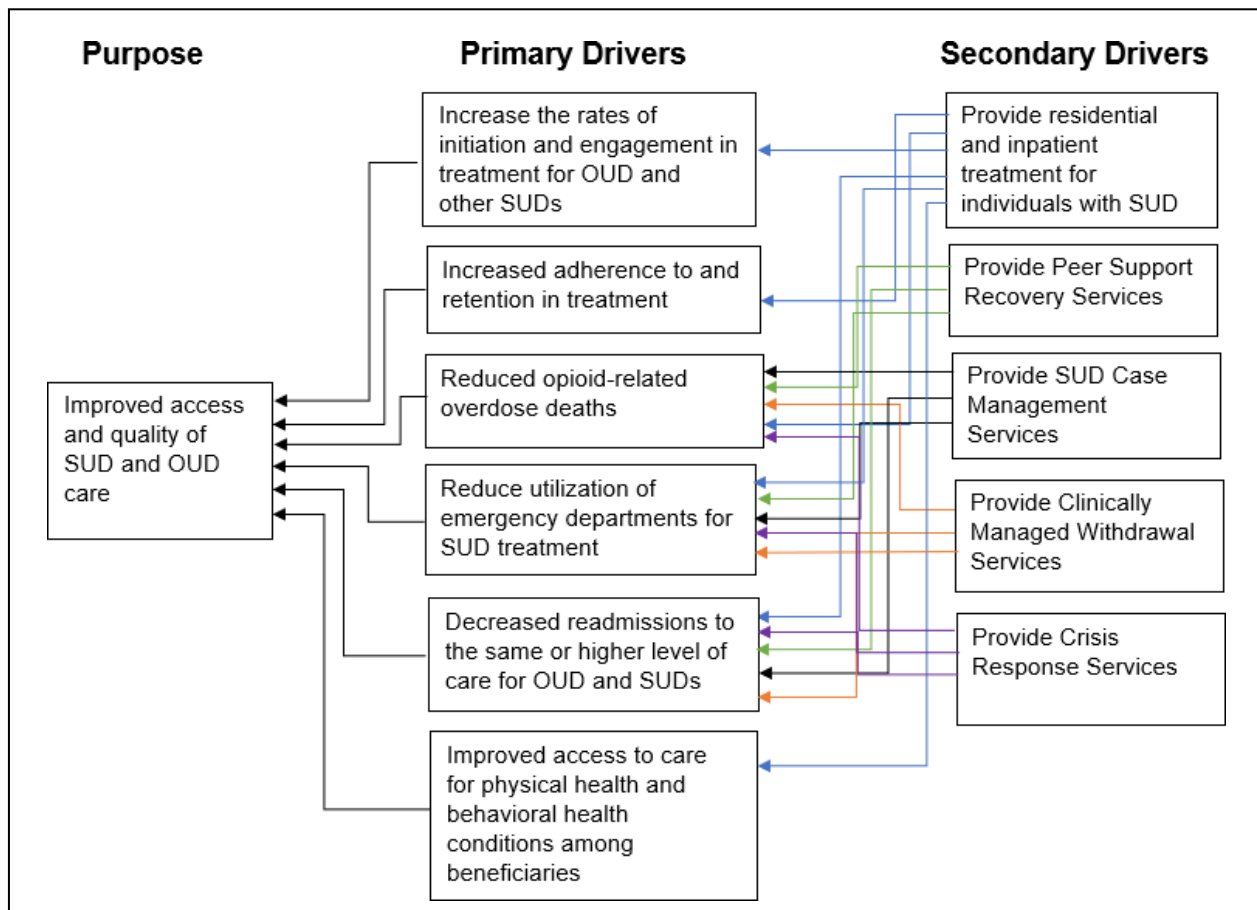 Purpose
Primary Drivers
Secondary Drivers
Improved access
and quality of
SUD and OUD
care
Increase the rates of
initiation and engagement in
treatment for OUD and
other SUDs
Increased adherence to and
retention in treatment
Reduced opioid-related
overdose deaths
Reduce utilization of
emergency departments for
SUD treatment
Decreased readmissions to
the same or higher level of
care for OUD and SUDs
Improved access to care
for physical health and
behavioral health
conditions among
beneficiaries
Provide residential
and inpatient
treatment for
individuals with SUD
Provide Peer Support
Recovery Services
Provide SUD Case
Management
Services
Provide Clinically
Managed Withdrawal
Services
Provide Crisis
Response Services